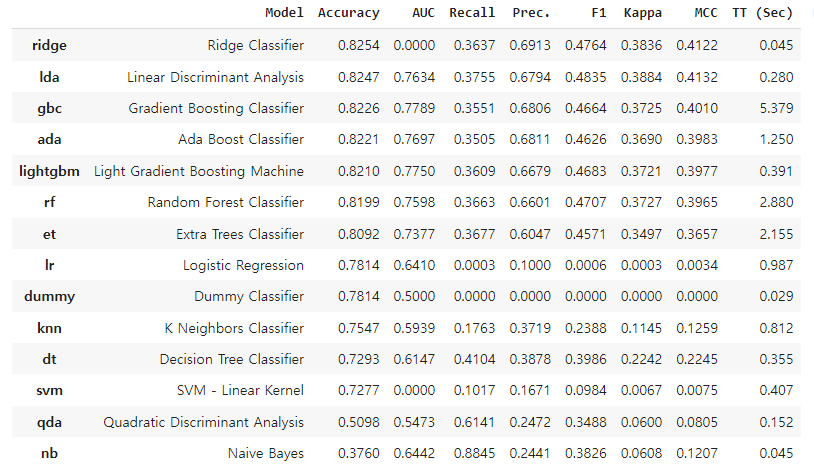 Model Accuracy AUC Recall Prec. F1 Kappa MCC TT (Sec)
ridge Ridge Classifier 0.8254 0.0000 0.3637 0.6913 0.4764 0.3836 0.4122 0.045
lda Linear Discriminant Analysis 0.8247 0.7634 0.3755 0.6794 0.4835 0.3884 0.4132 0.280
gbc Gradient Boosting Classifier 0.8226 0.7789 0.3551 0.6806 0.4664 0.3725 0.4010 5.379
ada Ada Boost Classifier 0.8221 0.7697 0.3505 0.6811 0.4626 0.3690 0.3983 1.250
lightgbm Light Gradient Boosting Machine 0.8210 0.7750 0.3609 0.6679 0.4683 0.3721 0.3977 0.391
rf Random Forest Classifier 0.8199 0.7598 0.3663 0.6601 0.4707 0.3727 0.3965 2.880
et Extra Trees Classifier 0.8092 0.7377 0.3677 0.6047 0.4571 0.3497 0.3657 2.155
lr Logistic Regression 0.7814 0.6410 0.0003 0.1000 0.0006 0.0003 0.0034 0.987
dummy Dummy Classifier 0.7814 0.5000 0.0000 0.0000 0.0000 0.0000 0.0000 0.029
knn K Neighbors Classifier 0.7547 0.5939 0.1763 0.3719 0.2388 0.1145 0.1259 0.812
dt Decision Tree Classifier 0.7293 0.6147 0.4104 0.3878 0.3986 0.2242 0.2245 0.355
svm SVM - Linear Kernel 0.7277 0.0000 0.1017 0.1671 0.0984 0.0067 0.0075 0.407
qda Quadratic Discriminant Analysis 0.5098 0.5473 0.6141 0.2472 0.3488 0.0600 0.0805 0.152
nb Naive Bayes 0.3760 0.6442 0.8845 0.2441 0.3826 0.0608 0.1207 0.045